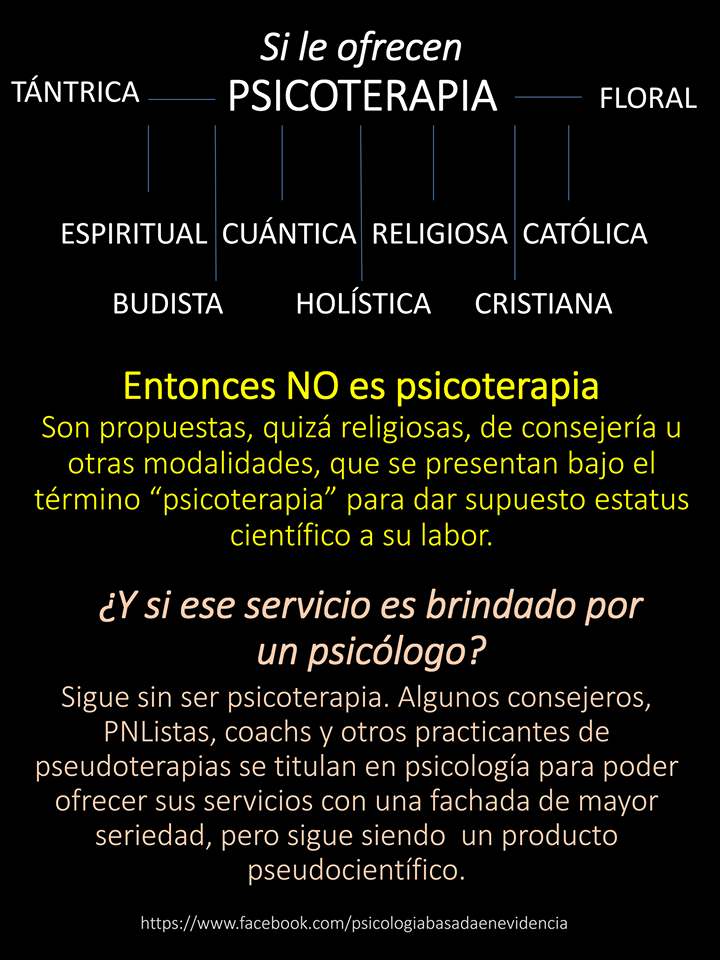 Si le ofrecen
TÁNTRICA PSICOTERAPIA FLORAL
ESPIRITUAL CUÁNTICA RELIGIOSA CATÓLICA
BUDISTA HOLÍSTICA CRISTIANA
Entonces NO es psicoterapia
Son propuestas, quizá religiosas, de consejería u
otras modalidades, que se presentan bajo el
término “psicoterapia” para dar supuesto estatus
científico a su labor.
¿Y si ese servicio es brindado por
un psicólogo?
Sigue sin ser psicoterapia. Algunos consejeros,
PNListas, coachs y otros practicantes de
pseudoterapias se titulan en psicología para poder
ofrecer sus servicios con una fachada de mayor
seriedad, pero sigue siendo un producto
pseudocientífico.
https://www.facebook.com/psicologiabasadaenevidencia